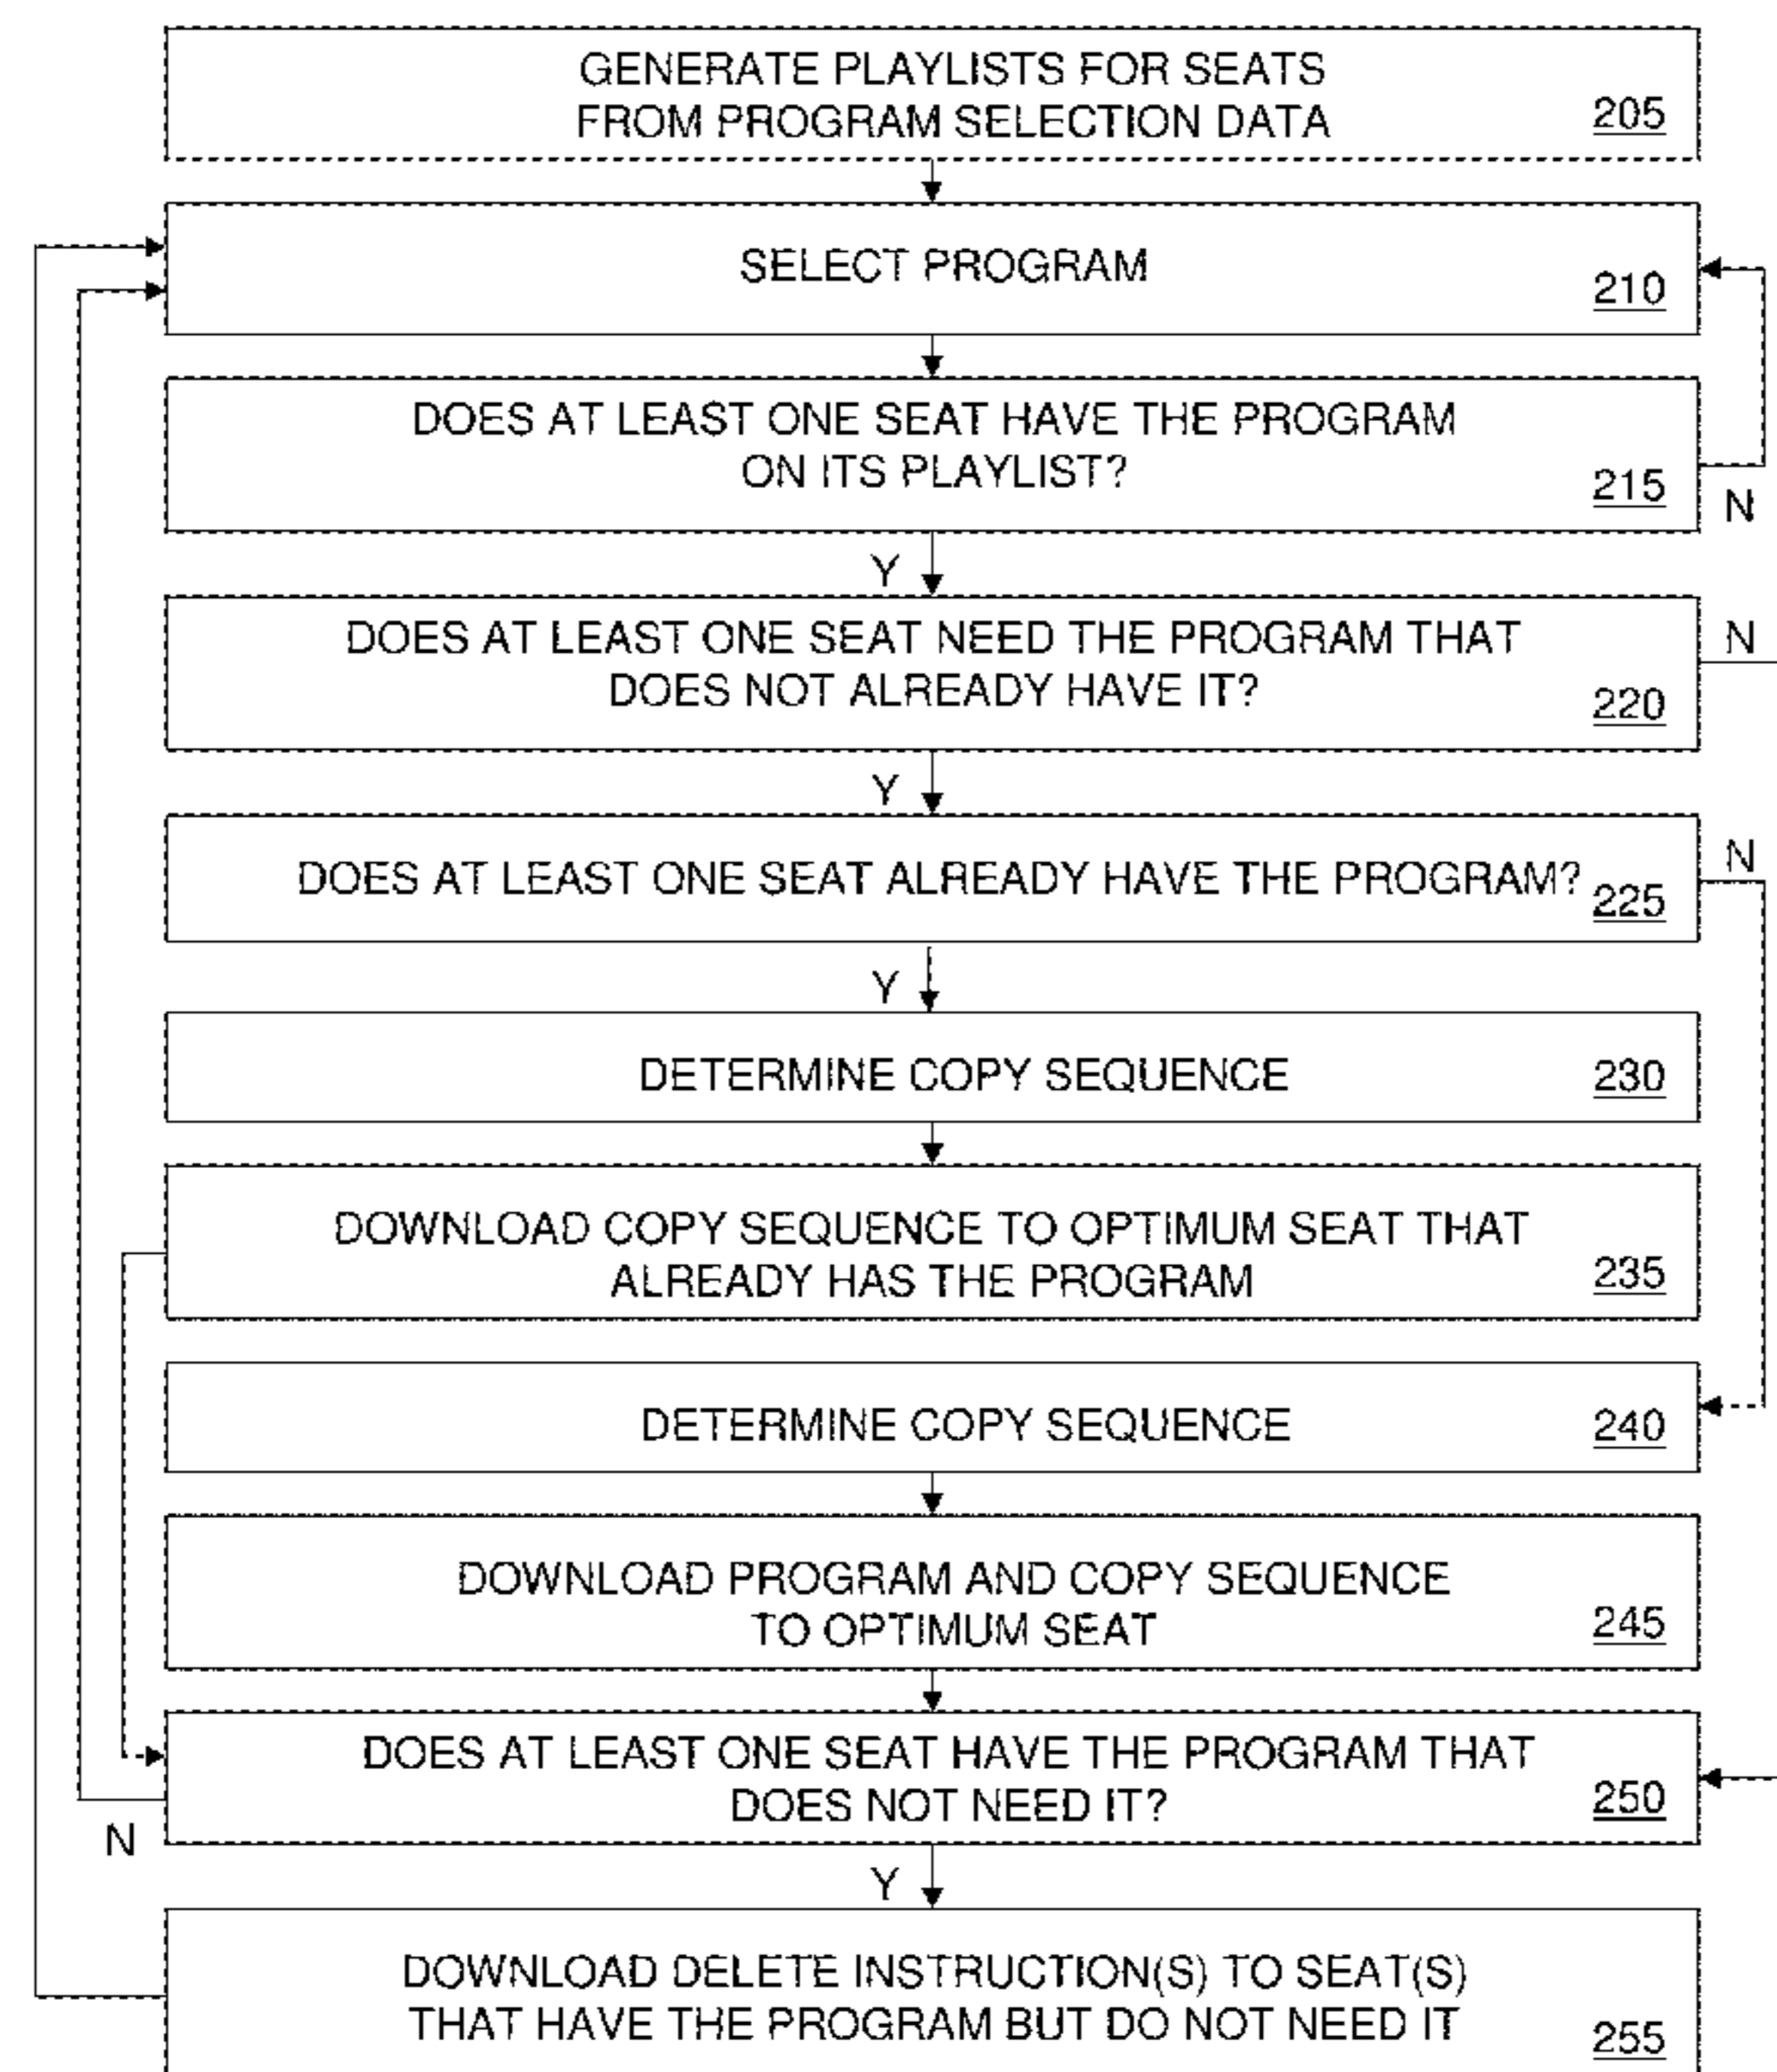 GENERATE PLAYLISTS FOR SEATS
FROM PROGRAM SELECTION DATA
205
SELECT PROGRAM
210
DOES AT LEAST ONE SEAT HAVE THE PROGRAM
ON ITS PLAYLIST?
215
N
Y
DOES AT LEAST ONE SEAT NEED THE PROGRAM THAT
DOES NOT ALREADY HAVE IT?
220
N
Y
DOES AT LEAST ONE SEAT ALREADY HAVE THE PROGRAM?
225
N
Y
DETERMINE COPY SEQUENCE
230
DOWNLOAD COPY SEQUENCE TO OPTIMUM SEAT THAT
ALREADY HAS THE PROGRAM
235
DETERMINE COPY SEQUENCE
240
DOWNLOAD PROGRAM AND COPY SEQUENCE
TO OPTIMUM SEAT
245
DOES AT LEAST ONE SEAT HAVE THE PROGRAM THAT
DOES NOT NEED IT?
250
N
Y
DOWNLOAD DELETE INSTRUCTION(S) TO SEAT(S)
THAT HAVE THE PROGRAM BUT DO NOT NEED IT
255